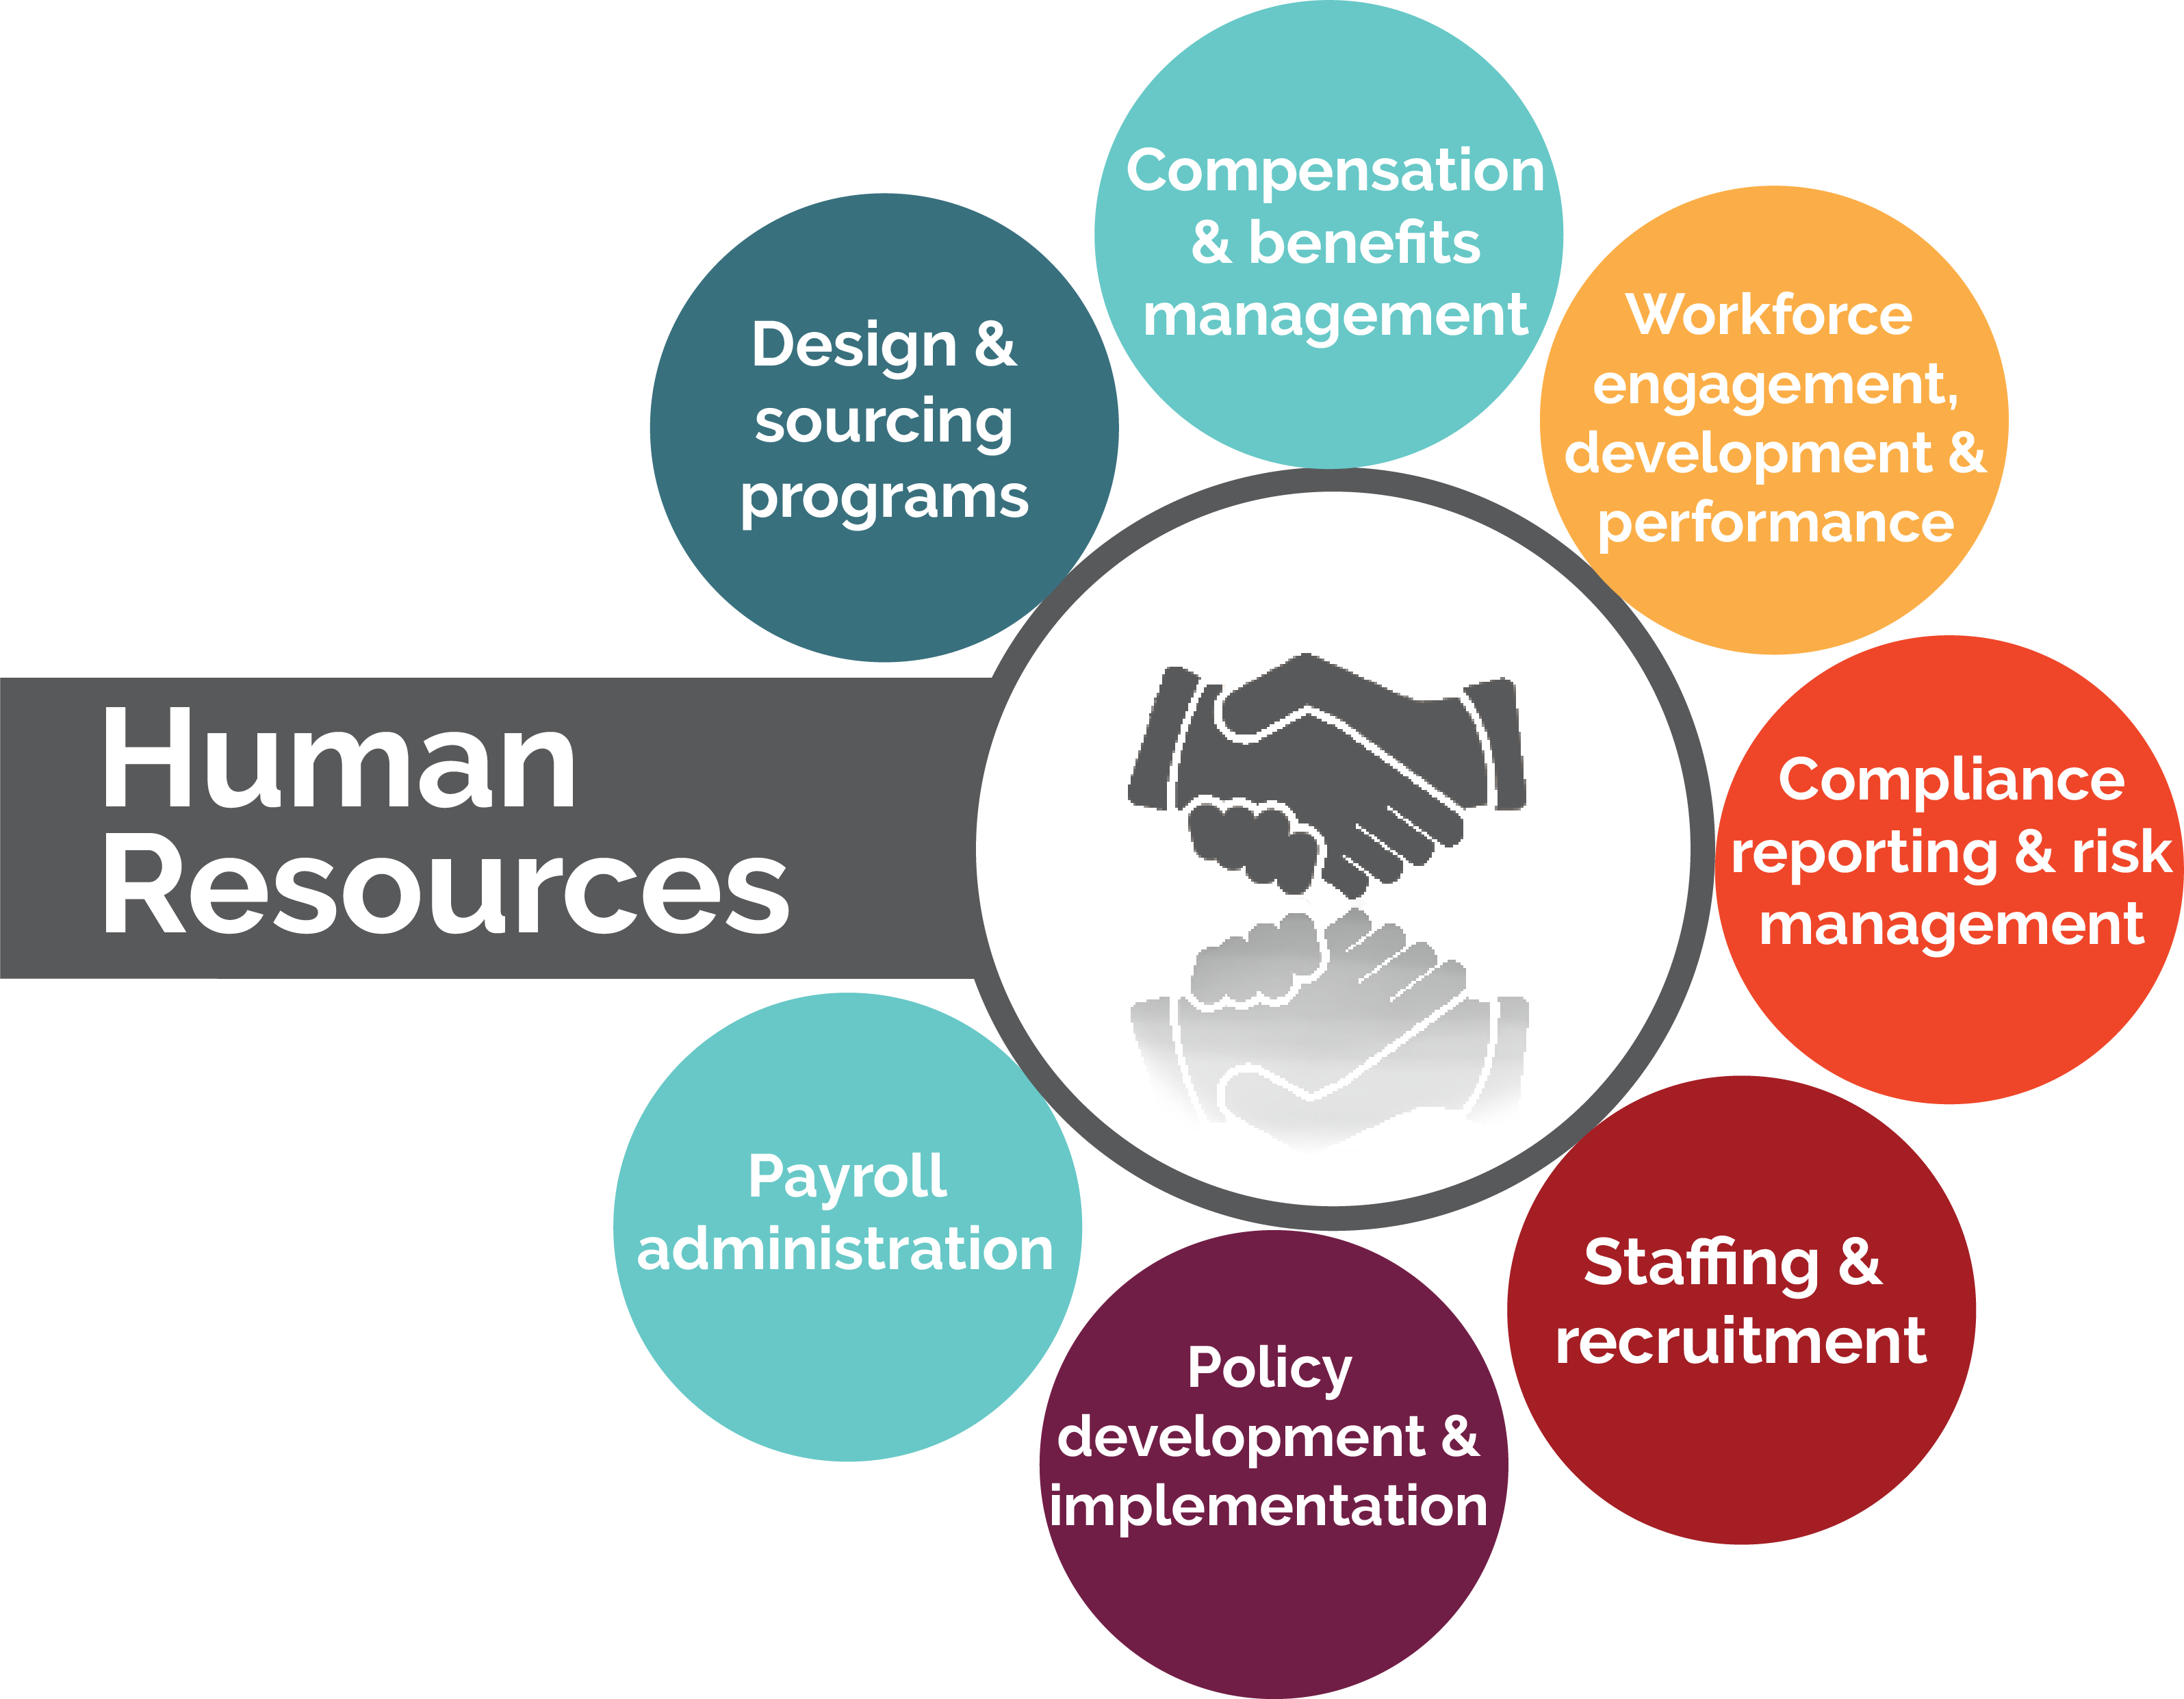 Human
Resources
Design &
sourcing
programs
Compensation
& benefits
management
Workforce
engagement,
development &
performance
Compliance
reporting & risk
management
Staffing &
recruitment
Policy
development &
implementation
Payroll
administration